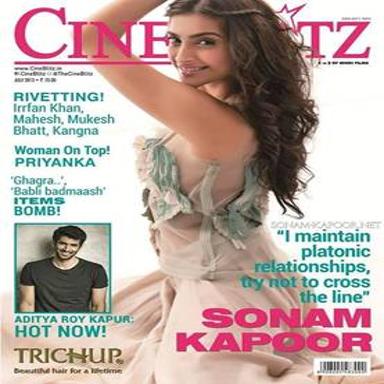 CINEBLITZ
www.CineBlitz.in
JULY 2013
RIVETTING!
Irrfan Khan,
Mahesh, Mukesh
Bhatt, Kangna
Woman On Top!
PRIYANKA
'Ghagra..',
'Babli badmaash'
ITEMS
BOMB!
SONAM-KAPOOR.NET
"I maintain
platonic
relationships,
try not to cross
the line"
SONAM
KAPOOR
ADITYA ROY KAPUR:
HOT NOW!
TRICHUP
Beautiful hair for a lifetime